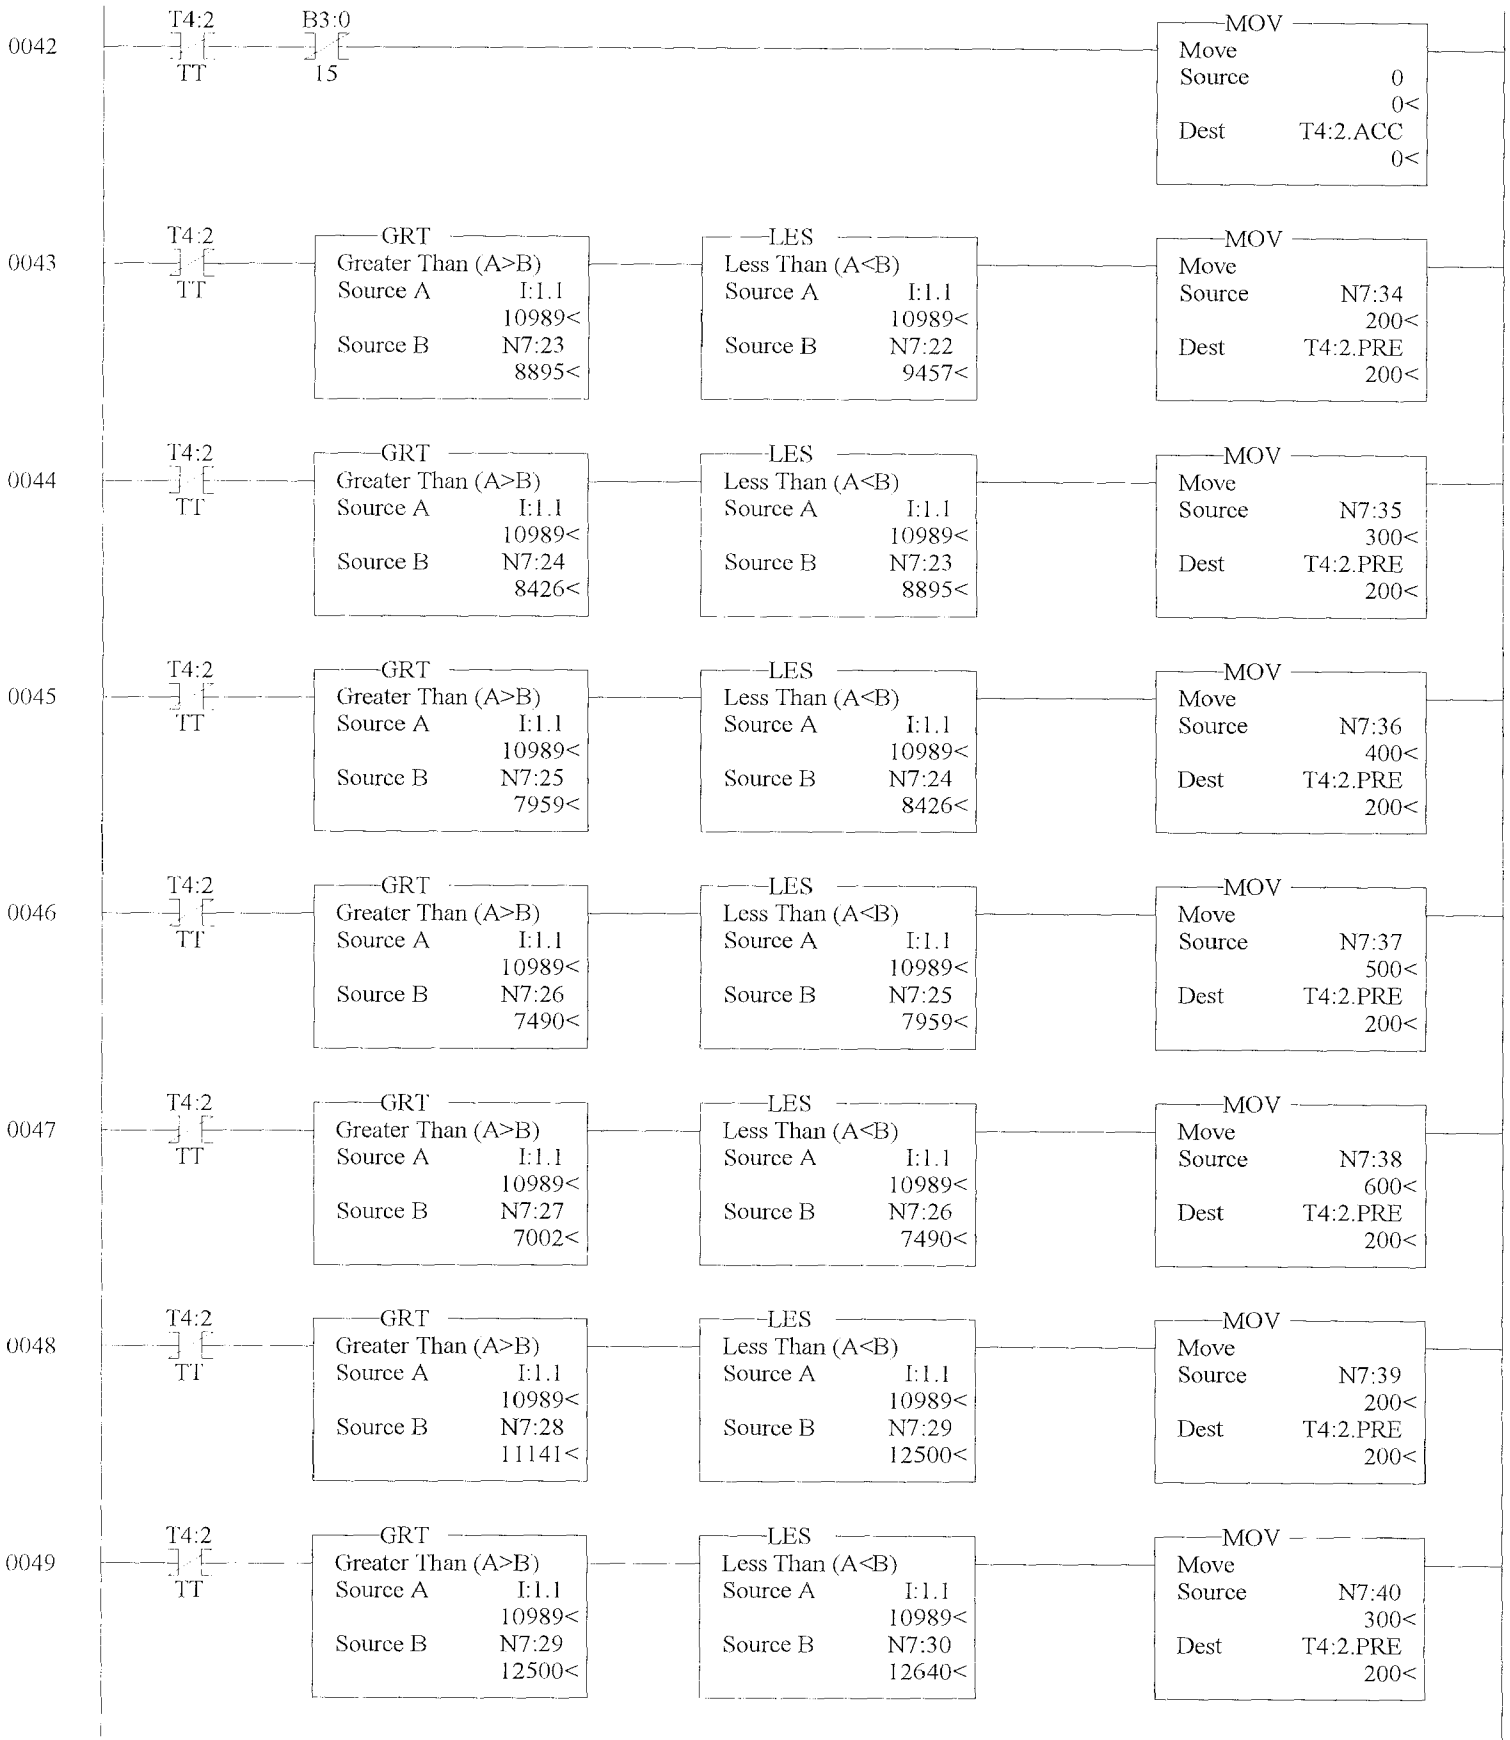 T4:2 B3:0 MOV
0042 Move
TT 15 Source 0
0<
Dest T4:2.ACC
0<
T4:2 GRT LES MOV
0043 Greater Than (A>B) Less Than (A<B) Move
TT Source A I:1.1 Source A I:1.1 Source N7:34
10989< 10989< 200<
Source B N7:23 Source B N7:22 Dest T4:2.PRE
8895< 9457< 200<
T4:2 GRT LES MOV
0044 Greater Than (A>B) Less Than (A<B) Move
TT Source A I:1.1 Source A I:1.1 Source N7:35
10989< 10989< 300<
Source B N7:24 Source B N7:23 Dest T4:2.PRE
8426< 8895< 200<
T4:2 GRT LES MOV
0045 Greater Than (A>B) Less Than (A<B) Move
TT Source A I:1.1 Source A I:1.1 Source N7:36
10989< 10989< 400<
Source B N7:25 Source B N7:24 Dest T4:2.PRE
7959< 8426< 200<
T4:2 GRT LES MOV
0046 Greater Than (A>B) Less Than (A<B) Move
TT Source A I:1.1 Source A I:1.1 Source N7:37
10989< 10989< 500<
Source B N7:26 Source B N7:25 Dest T4:2.PRE
7490< 7959< 200<
T4:2 GRT LES MOV
0047 Greater Than (A>B) Less Than (A<B) Move
TT Source A I:1.1 Source A I:1.1 Source N7:38
10989< 10989< 600<
Source B N7:27 Source B N7:26 Dest T4:2.PRE
7002< 7490< 200<
T4:2 GRT LES MOV
0048 Greater Than (A>B) Less Than (A<B) Move
TT Source A I:1.1 Source A I:1.1 Source N7:39
10989< 10989< 200<
Source B N7:28 Source B N7:29 Dest T4:2.PRE
11141< 12500< 200<
T4:2 GRT LES MOV
0049 Greater Than (A>B) Less Than (A<B) Move
TT Source A I:1.1 Source A I:1.1 Source N7:40
10989< 10989< 300<
Source B N7:29 Source B N7:30 Dest T4:2.PRE
12500< 12640< 200<